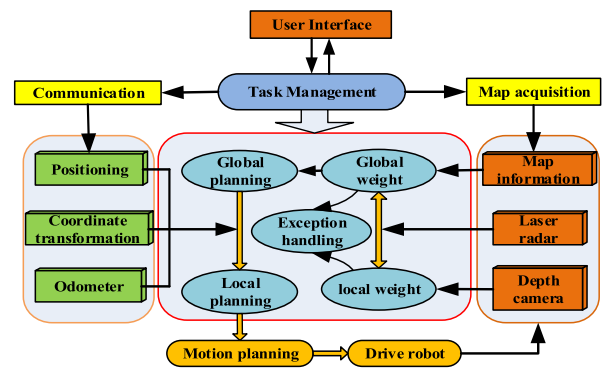 User Interface
Communication
Task Management
Map acquisition
Positioning
Global
planning
Global
weight
Map
information
Coordinate
transformation
Exception
handling
Laser
radar
Odometer
Local
planning
local weight
Depth
camera
Motion planning
Drive robot